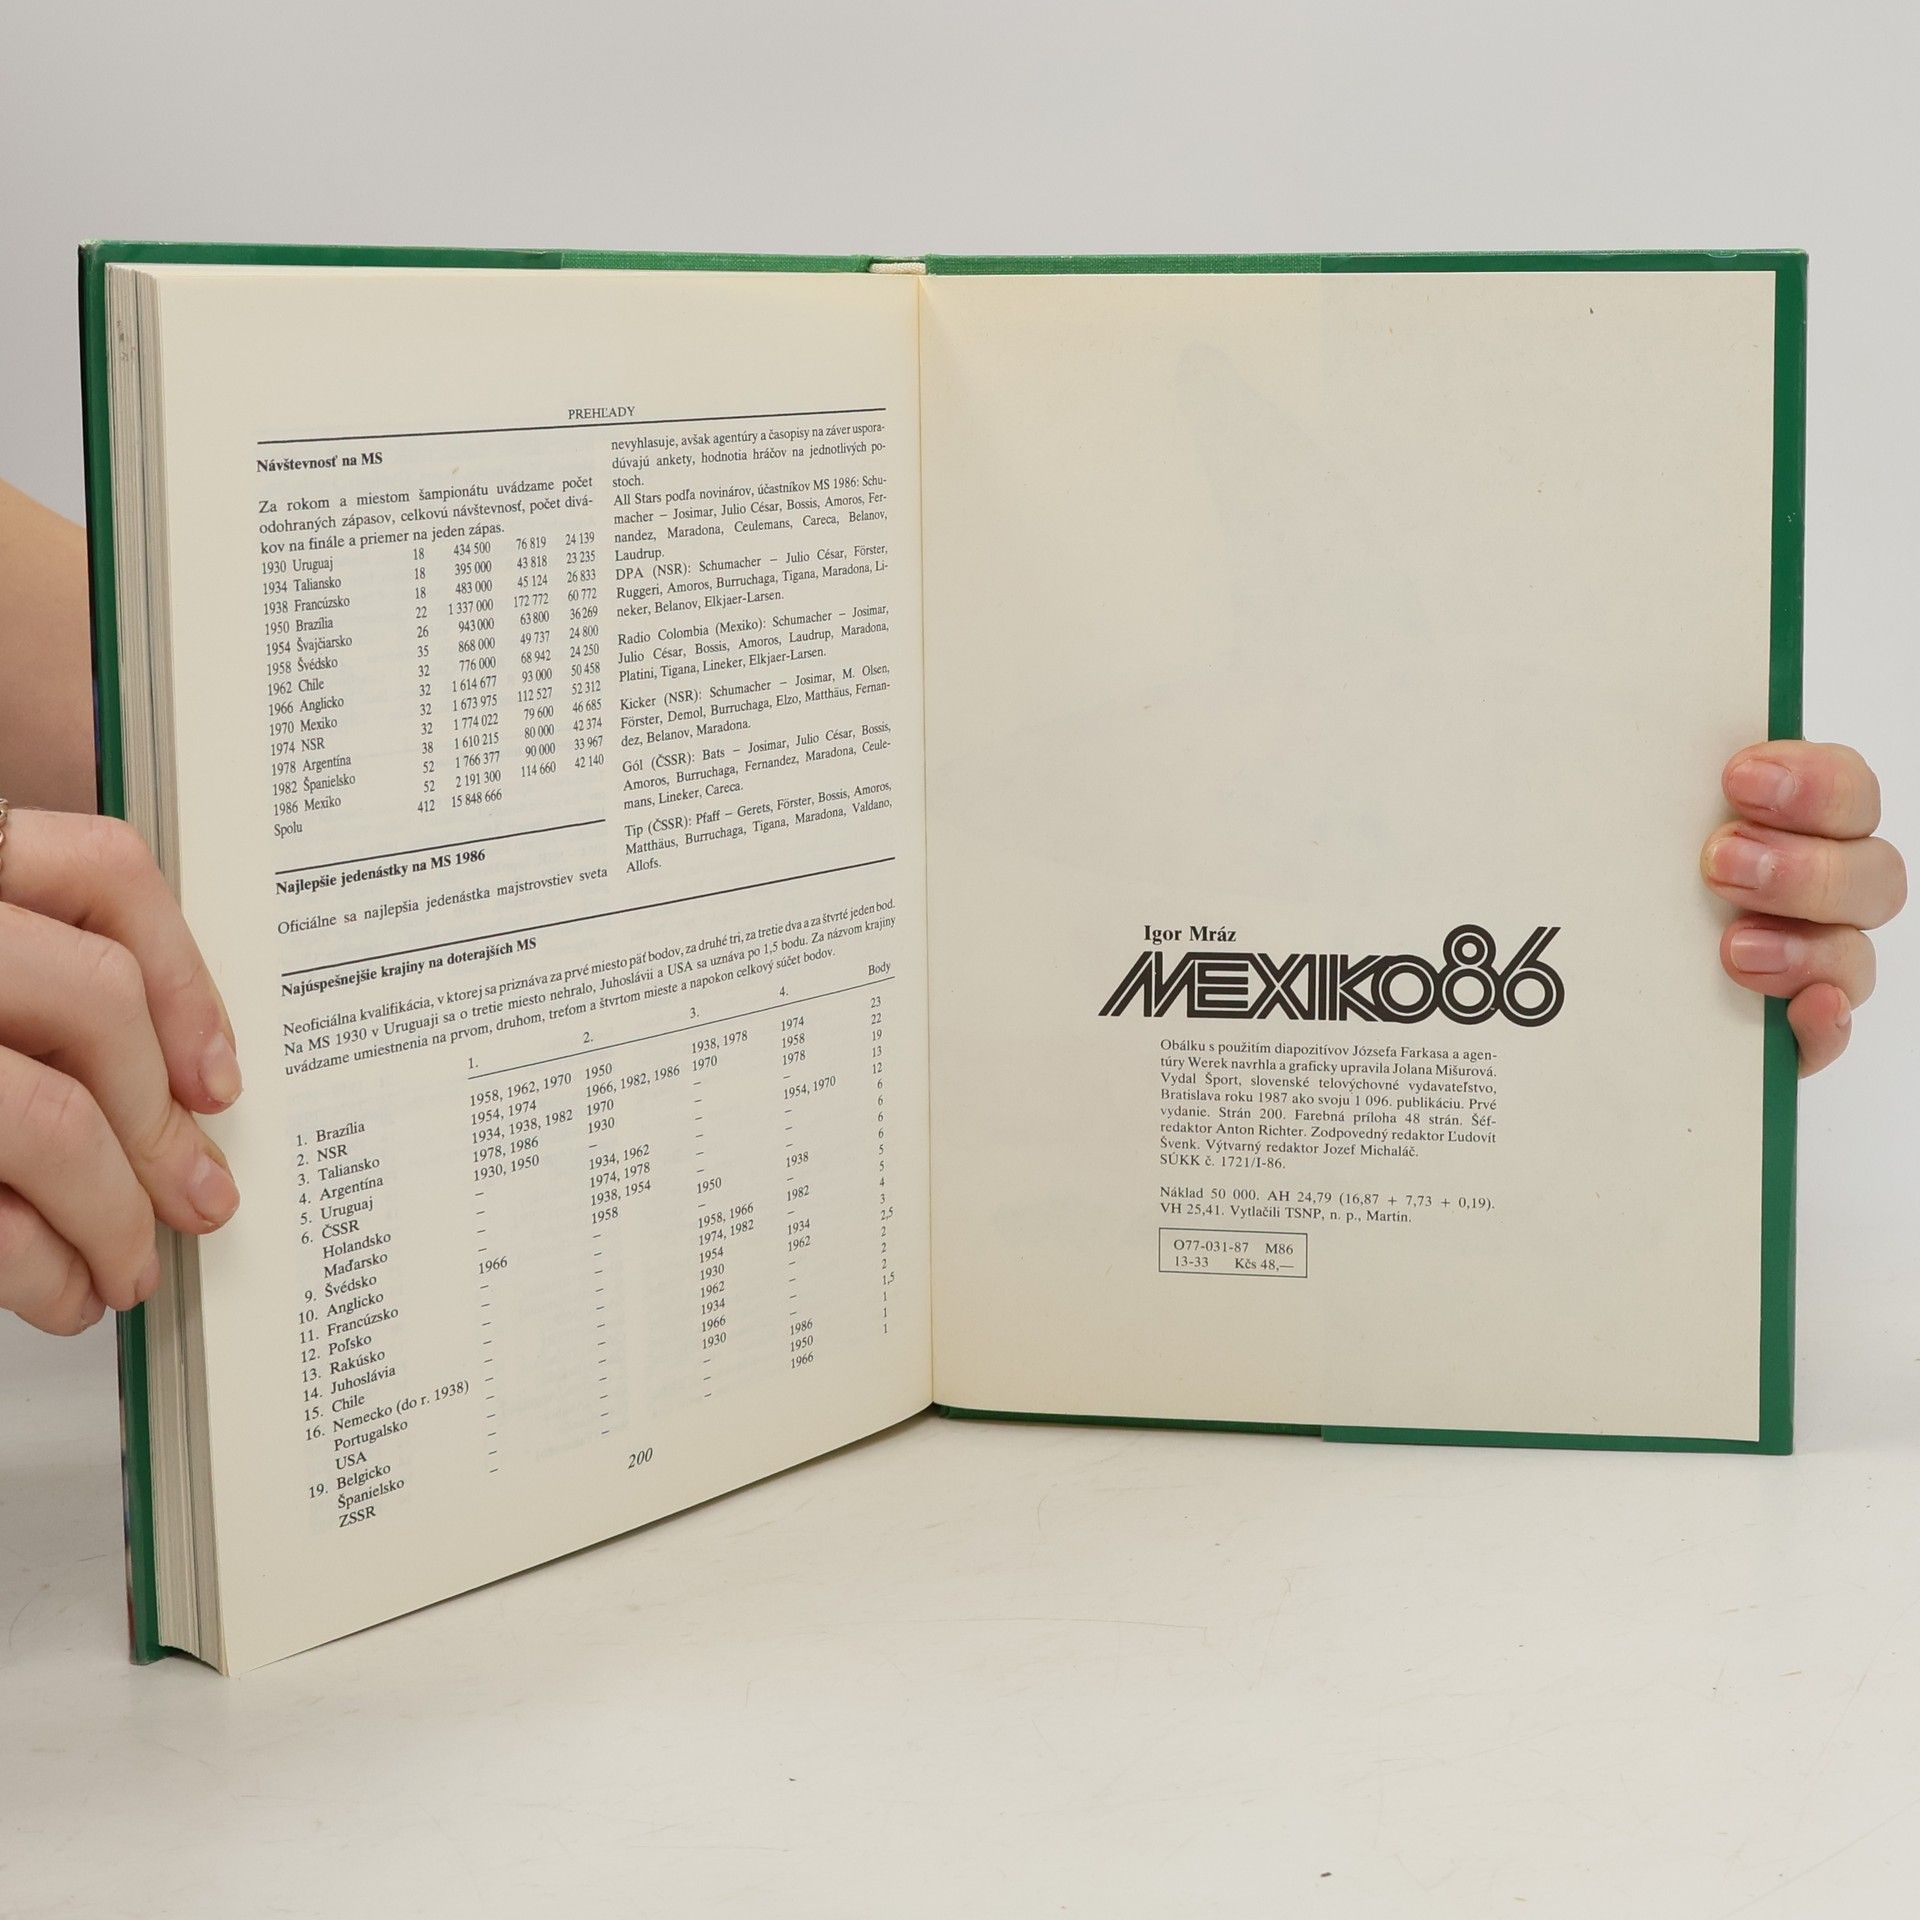 PREHĽADY
Návštevnosť na MS
Za rokom a miestom šampionátu uvádzame počet
odohraných zápasov, celkovú návštevnosť, počet divá-
kov na finále a priemer na jeden zápas.
1930 Uruguaj 18 434 500 76 819 24 139
1934 Taliansko 18 395 000 43 818 23 235
1938 Francúzsko 18 483 000 45 124 26 833
1950 Brazília 22 1 337 000 172 772 60 772
1954 Švajčiarsko 26 943 000 63 800 36 269
1958 Švédsko 35 868 000 49 737 24 800
1962 Chile 32 776 000 68 942 24 250
1966 Anglicko 32 1 614 677 93 000 50 458
1970 Mexiko 32 1 673 975 112 527 52 312
1974 NSR 32 1 774 022 79 600 46 685
1978 Argentína 38 1 610 215 80 000 42 374
1982 Španielsko 52 1 766 377 90 000 33 967
1986 Mexiko 52 2 191 300 114 660 42 140
Spolu 412 15 848 666
Najlepšie jedenástky na MS 1986
Oficiálne sa najlepšia jedenástka majstrovstiev sveta
nevyhlasuje, avšak agentúry a časopisy na záver uspora-
dúvajú ankety, hodnotia hráčov na jednotlivých po-
stoch.
All Stars podľa novinárov, účastníkov MS 1986: Schu-
macher – Josimar, Julio César, Bossis, Amoros, Fer-
nandez, Maradona, Ceulemans, Careca, Belanov,
Laudrup.
DPA (NSR): Schumacher – Julio César, Förster,
Ruggeri, Amoros, Burruchaga, Tigana, Maradona, Li-
neker, Belanov, Elkjaer-Larsen.
Radio Colombia (Mexiko): Schumacher – Josimar,
Julio César, Bossis, Amoros, Laudrup, Maradona,
Platini, Tigana, Lineker, Elkjaer-Larsen.
Kicker (NSR): Schumacher – Josimar, M. Olsen,
Förster, Demol, Burruchaga, Elzo, Matthäus, Fernan-
dez, Belanov, Maradona.
Gól (ČSSR): Bats – Josimar, Julio César, Bossis,
Amoros, Burruchaga, Fernandez, Maradona, Ceule-
mans, Lineker, Careca.
Tip (ČSSR): Pfaff – Gerets, Förster, Bossis, Amoros,
Matthäus, Burruchaga, Tigana, Maradona, Valdano,
Allofs.
Najúspešnejšie krajiny na doterajších MS
Neoficiálna kvalifikácia, v ktorej sa priznáva za prvé miesto päť bodov, za druhé tri, za tretie dva a za štvrté jeden bod.
Na MS 1930 v Uruguaji sa o tretie miesto nehralo, Juhoslávii a USA sa uznáva po 1,5 bodu. Za názvom krajiny
uvádzame umiestnenia na prvom, druhom, treťom a štvrtom mieste a napokon celkový súčet bodov.
1. 2. 3. 4. Body
1. Brazília 1958, 1962, 1970 1950 1938, 1978 1974 23
2. NSR 1954, 1974 1966, 1982, 1986 1970 1958 22
3. Taliansko 1934, 1938, 1982 1970 – 1978 19
4. Argentína 1978, 1986 1930 – – 13
5. Uruguaj 1930, 1950 – – 1954, 1970 12
6. ČSSR – 1934, 1962 – – 6
Holandsko – 1974, 1978 – – 6
Maďarsko – 1938, 1954 – – 6
9. Švédsko – 1958 1950 1938 6
10. Anglicko 1966 – – – 5
11. Francúzsko – – 1958, 1966 1982 5
12. Poľsko – – 1974, 1982 – 4
13. Rakúsko – – 1954 1934 3
14. Juhoslávia – – 1930 1962 2,5
15. Chile – – 1962 – 2
16. Nemecko (do r. 1938) – – 1934 – 2
Portugalsko – – 1966 – 2
USA – – 1930 – 1,5
19. Belgicko – – – 1986 1
Španielsko – – – 1950 1
ZSSR – – – 1966 1
200
Igor Mráz
MEXIKO86
Obálku s použitím diapozitívov Józsefa Farkasa a agen-
túry Werek navrhla a graficky upravila Jolana Mišurová.
Vydal Šport, slovenské telovýchovné vydavateľstvo,
Bratislava roku 1987 ako svoju 1 096. publikáciu. Prvé
vydanie. Strán 200. Farebná príloha 48 strán. Šéf-
redaktor Anton Richter. Zodpovedný redaktor Ľudovít
Švenk. Výtvarný redaktor Jozef Michaláč.
SÚKK č. 1721/I-86.
Náklad 50 000. AH 24,79 (16,87 + 7,73 + 0,19).
VH 25,41. Vytlačili TSNP, n. p., Martin.
O77-031-87 M86
13-33 Kčs 48,—